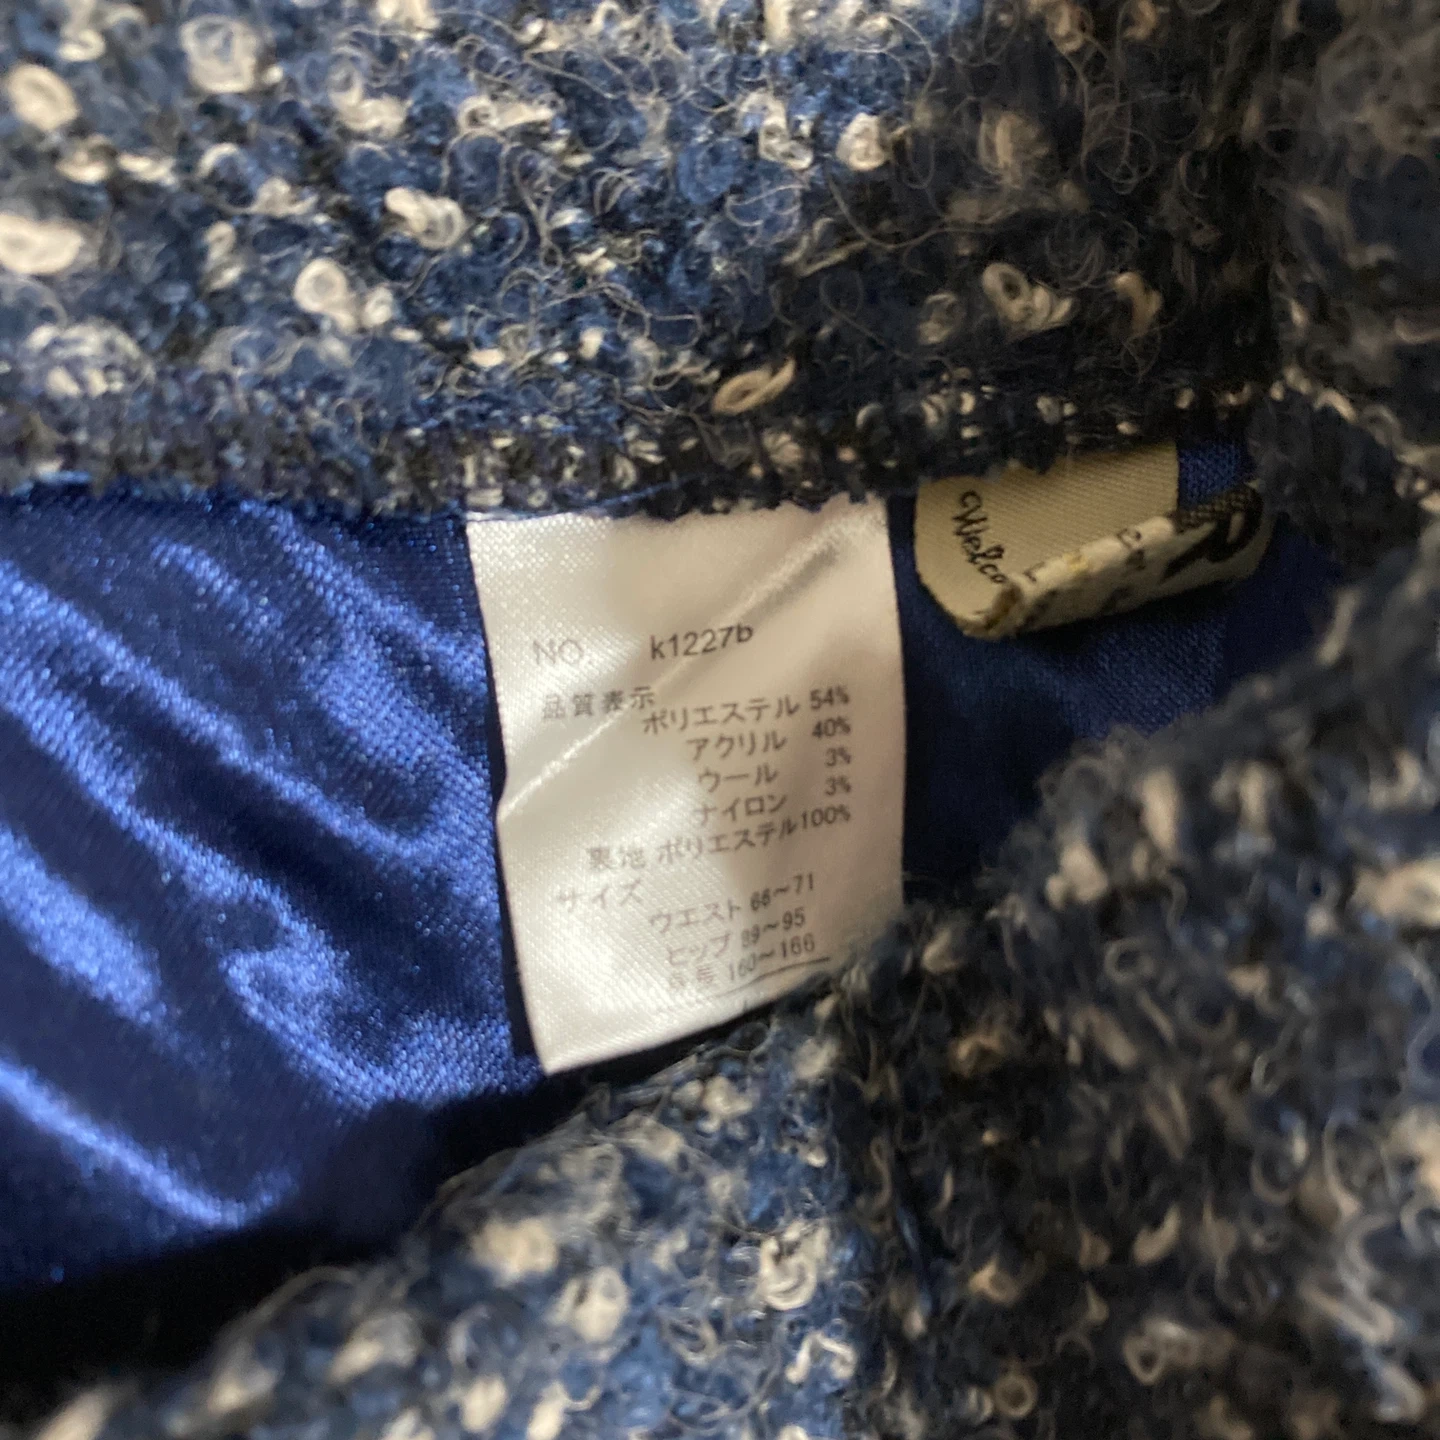 NO. k1227b
品質表示
ポリエステル 54%
アクリル 40%
ウール 3%
ナイロン 3%
裏地 ポリエステル100%
サイズ
ウエスト 66~71
ヒップ 89~95
身長 160~166